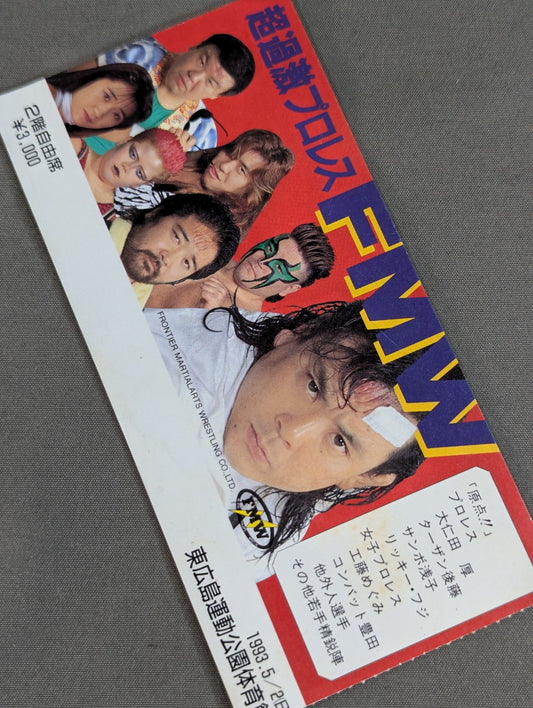 超過激プロレス
FMW
2階自由席
¥3,000
FRONTIER MARTIALARTS WRESTLING CO.,LTD
FMW
「原点!!」
プロレス
大仁田 厚
ターザン後藤
サンボ浅子
リッキー・フジ
女子プロレス
工藤めぐみ
コンバット豊田
他外人選手
その他若手精鋭陣
1993.5/2日
東広島運動公園体育